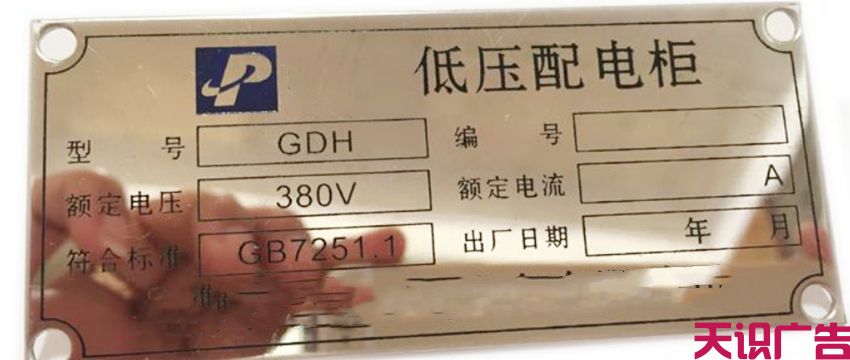 低压配电柜
型号 GDH 编号
额定电压 380V 额定电流 A
符合标准 GB7251.1 出厂日期 年 月
天识广告